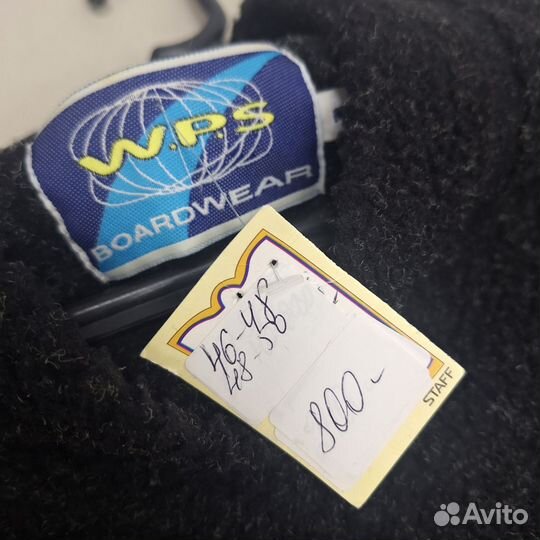 W.P.S
BOARDWEAR
46-48
48-50
800-
STAFF
Avito